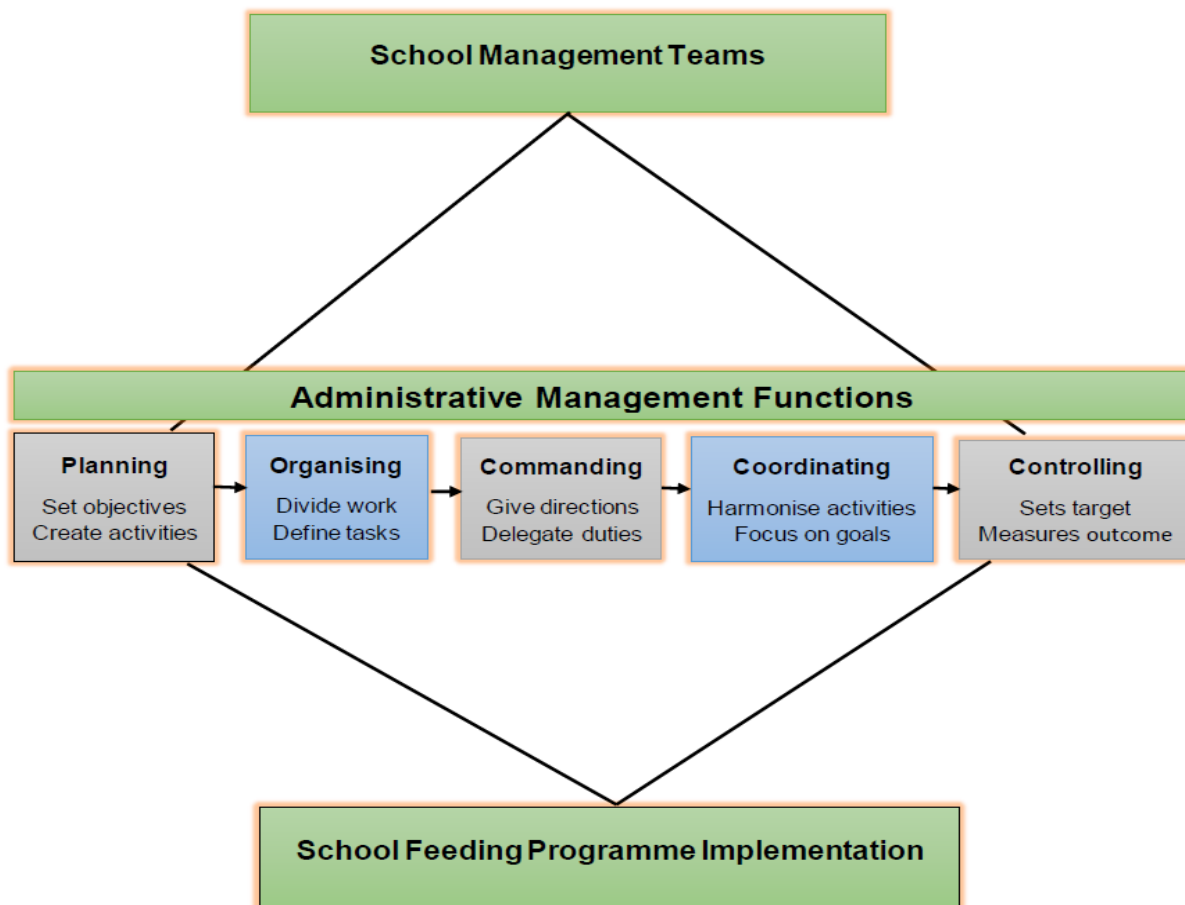 School Management Teams
Administrative Management Functions
Planning
Set objectives
Create activities
Organising
Divide work
Define tasks
Commanding
Give directions
Delegate duties
Coordinating
Harmonise activities
Focus on goals
Controlling
Sets target
Measures outcome
School Feeding Programme Implementation